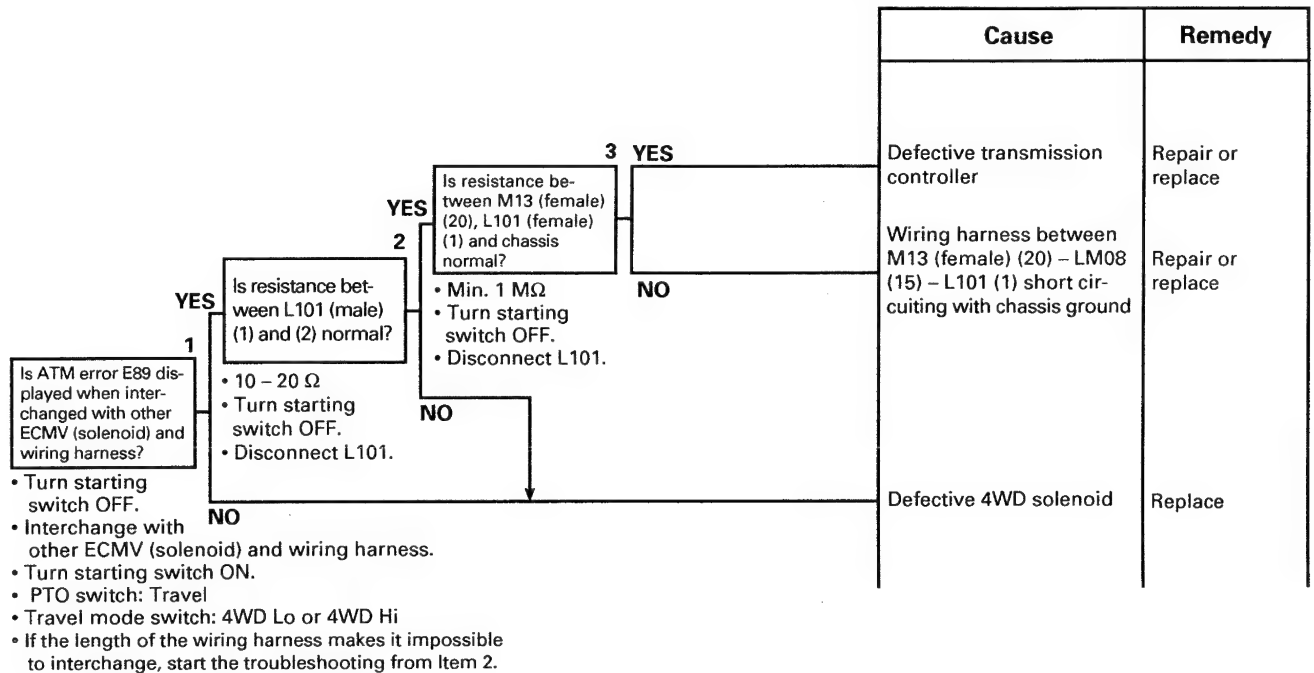 Cause
Remedy
3 YES
Defective transmission
controller
Repair or
replace
Is resistance be-
tween M13 (female)
(20), L101 (female)
(1) and chassis
normal?
YES
2
Wiring harness between
M13 (female) (20) – LM08
(15) – L101 (1) short cir-
cuiting with chassis ground
Repair or
replace
NO
• Min. 1 MΩ
• Turn starting
switch OFF.
• Disconnect L101.
Is resistance bet-
ween L101 (male)
(1) and (2) normal?
YES
1
• 10 – 20 Ω
• Turn starting
switch OFF.
• Disconnect L101.
NO
Is ATM error E89 dis-
played when inter-
changed with other
ECMV (solenoid) and
wiring harness?
Defective 4WD solenoid
Replace
NO
• Turn starting
switch OFF.
• Interchange with
other ECMV (solenoid) and wiring harness.
• Turn starting switch ON.
• PTO switch: Travel
• Travel mode switch: 4WD Lo or 4WD Hi
• If the length of the wiring harness makes it impossible
to interchange, start the troubleshooting from Item 2.